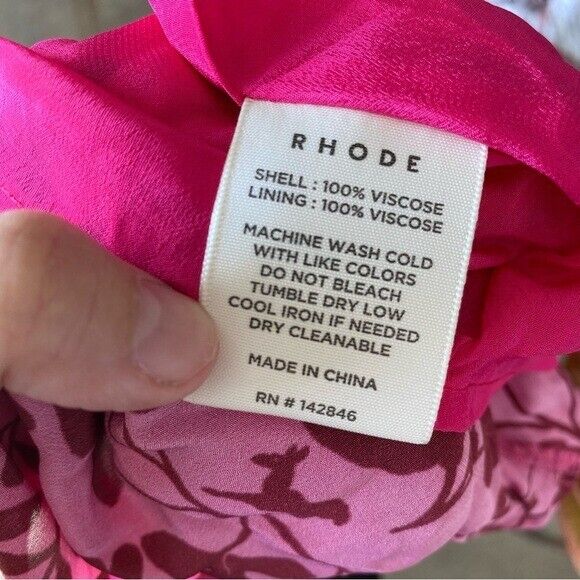 RHODE
SHELL : 100% VISCOSE
LINING : 100% VISCOSE
MACHINE WASH COLD
WITH LIKE COLORS
DO NOT BLEACH
TUMBLE DRY LOW
COOL IRON IF NEEDED
DRY CLEANABLE
MADE IN CHINA
RN # 142846